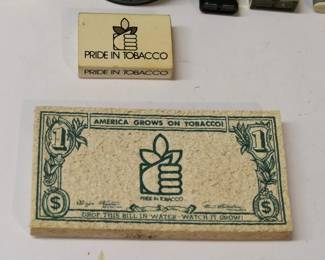 PRIDE IN TOBACCO
PRIDE IN TOBACCO
AMERICA GROWS ON TOBACCO!
1
1
PRIDE IN TOBACCO
$
$
DROP THIS BILL IN WATER - WATCH IT GROW!